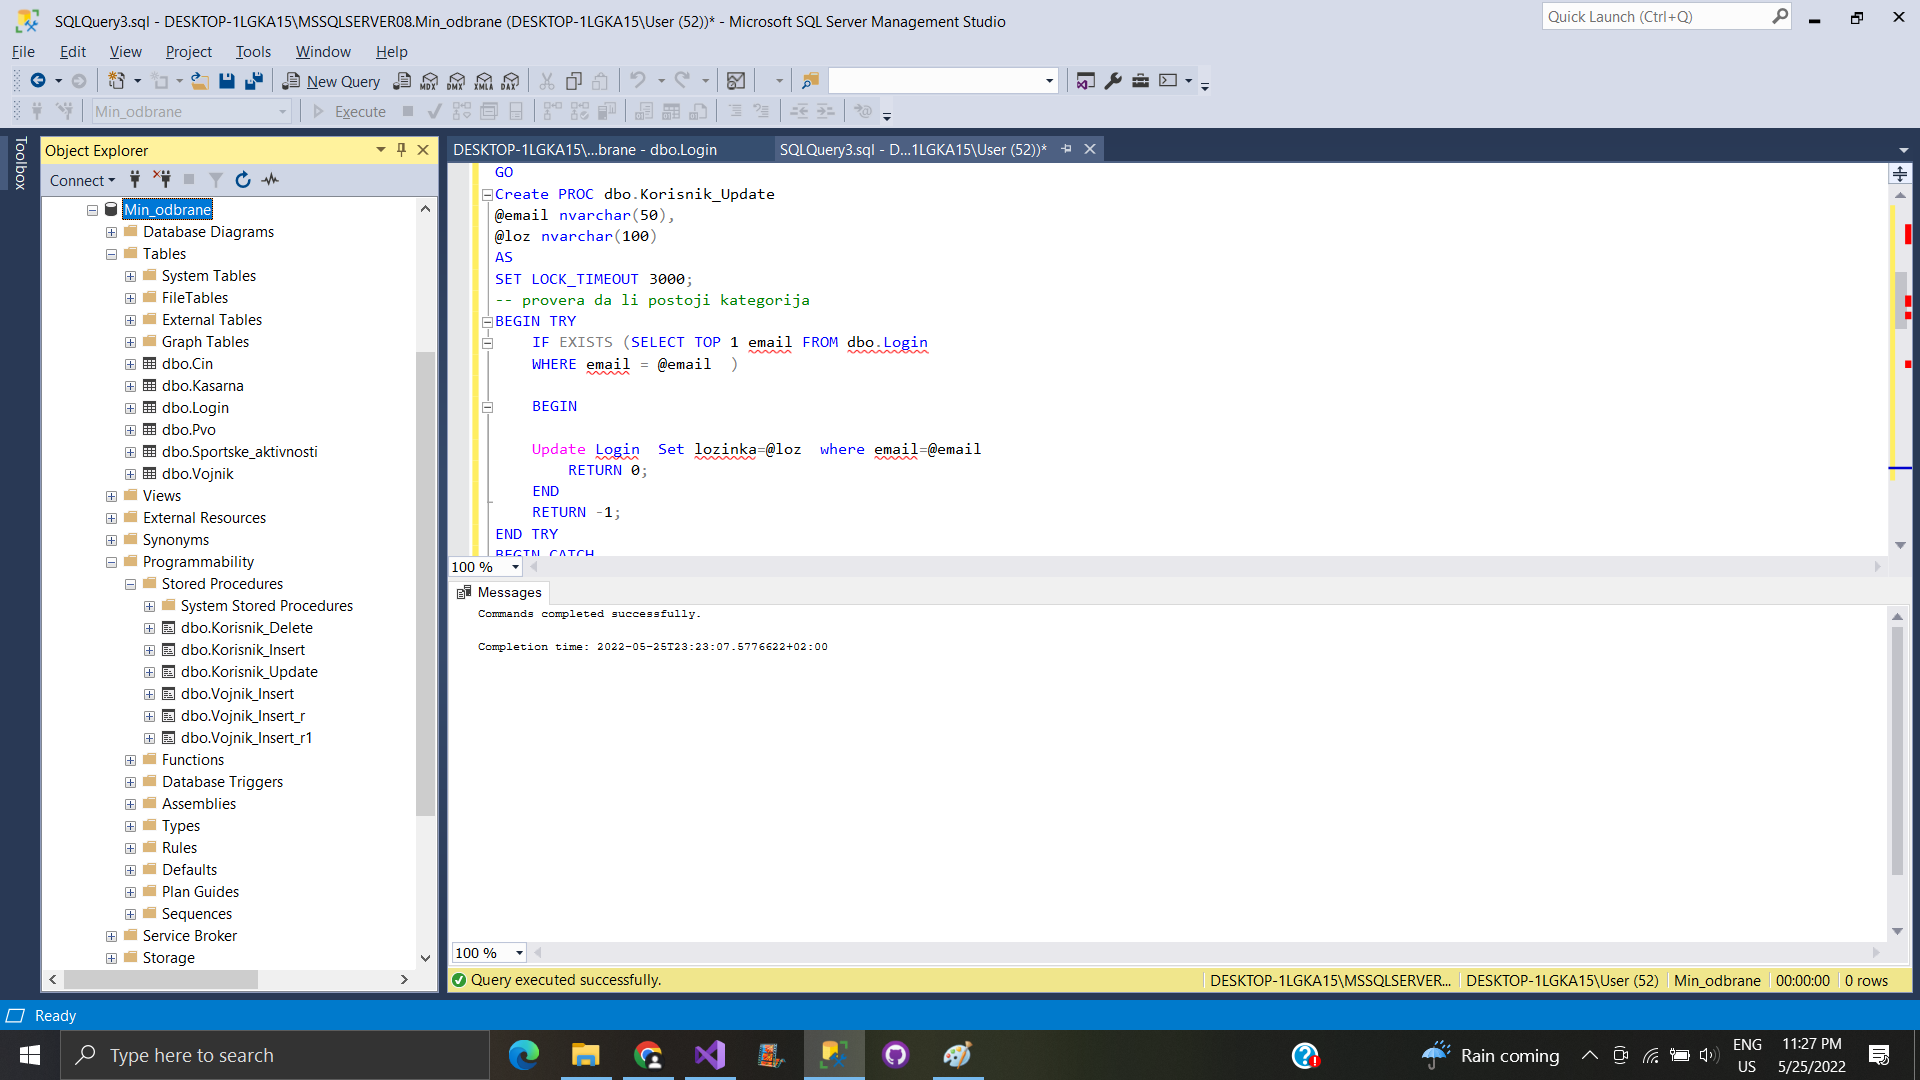 SQLQuery3.sql - DESKTOP-1LGKA15\MSSQLSERVER08.Min_odbrane (DESKTOP-1LGKA15\User (52))* - Microsoft SQL Server Management Studio
Quick Launch (Ctrl+Q)
File Edit View Project Tools Window Help
New Query
MDX DMX XMLA DAX
Min_odbrane
Execute
Toolbox
Object Explorer
Connect
Min_odbrane
Database Diagrams
Tables
System Tables
FileTables
External Tables
Graph Tables
dbo.Cin
dbo.Kasarna
dbo.Login
dbo.Pvo
dbo.Sportske_aktivnosti
dbo.Vojnik
Views
External Resources
Synonyms
Programmability
Stored Procedures
System Stored Procedures
dbo.Korisnik_Delete
dbo.Korisnik_Insert
dbo.Korisnik_Update
dbo.Vojnik_Insert
dbo.Vojnik_Insert_r
dbo.Vojnik_Insert_r1
Functions
Database Triggers
Assemblies
Types
Rules
Defaults
Plan Guides
Sequences
Service Broker
Storage
DESKTOP-1LGKA15\...brane - dbo.Login
SQLQuery3.sql - D...1LGKA15\User (52))*
GO
Create PROC dbo.Korisnik_Update
@email nvarchar(50),
@loz nvarchar(100)
AS
SET LOCK_TIMEOUT 3000;
-- provera da li postoji kategorija
BEGIN TRY
IF EXISTS (SELECT TOP 1 email FROM dbo.Login
WHERE email = @email )
BEGIN
Update Login Set lozinka=@loz where email=@email
RETURN 0;
END
RETURN -1;
END TRY
BEGIN CATCH
100 %
Messages
Commands completed successfully.
Completion time: 2022-05-25T23:23:07.5776622+02:00
100 %
Query executed successfully.
DESKTOP-1LGKA15\MSSQLSERVER...
DESKTOP-1LGKA15\User (52)
Min_odbrane
00:00:00
0 rows
Ready
Type here to search
Rain coming
ENG
US
11:27 PM
5/25/2022